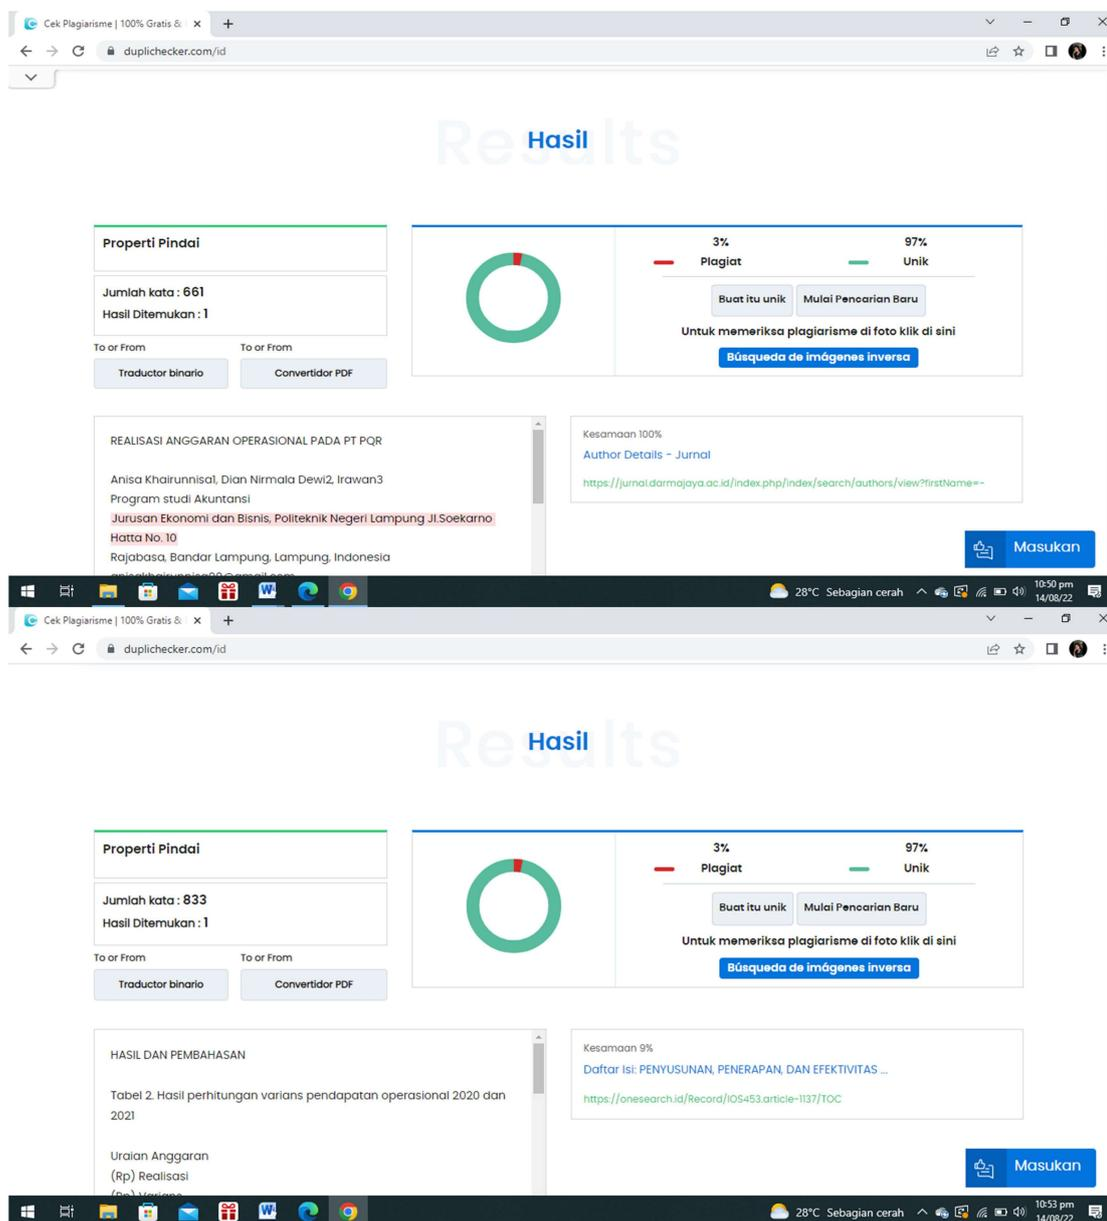 Cek Plagiarisme | 100% Gratis &
duplichecker.com/id
Results
Hasil
Properti Pindai
Jumlah kata : 661
Hasil Ditemukan : 1
To or From
To or From
Traductor binario
Convertidor PDF
3%
97%
Plagiat
Unik
Buat itu unik
Mulai Pencarian Baru
Untuk memeriksa plagiarisme di foto klik di sini
Búsqueda de imágenes inversa
REALISASI ANGGARAN OPERASIONAL PADA PT PQR
Anisa Khairunnisa1, Dian Nirmala Dewi2, Irawan3
Program studi Akuntansi
Jurusan Ekonomi dan Bisnis, Politeknik Negeri Lampung Jl.Soekarno
Hatta No. 10
Rajabasa, Bandar Lampung, Lampung, Indonesia
Kesamaan 100%
Author Details - Jurnal
https://jurnal.darmajaya.ac.id/index.php/index/search/authors/view?firstName=-
Masukan
28°C Sebagian cerah
10:50 pm
14/08/22
Cek Plagiarisme | 100% Gratis &
duplichecker.com/id
Results
Hasil
Properti Pindai
Jumlah kata : 833
Hasil Ditemukan : 1
To or From
To or From
Traductor binario
Convertidor PDF
3%
97%
Plagiat
Unik
Buat itu unik
Mulai Pencarian Baru
Untuk memeriksa plagiarisme di foto klik di sini
Búsqueda de imágenes inversa
HASIL DAN PEMBAHASAN
Tabel 2. Hasil perhitungan varians pendapatan operasional 2020 dan
2021
Uraian Anggaran
(Rp) Realisasi
(Rp) Varians
Kesamaan 9%
Daftar Isi: PENYUSUNAN, PENERAPAN, DAN EFEKTIVITAS ...
https://onesearch.id/Record/IOS453.article-1137/TOC
Masukan
28°C Sebagian cerah
10:53 pm
14/08/22